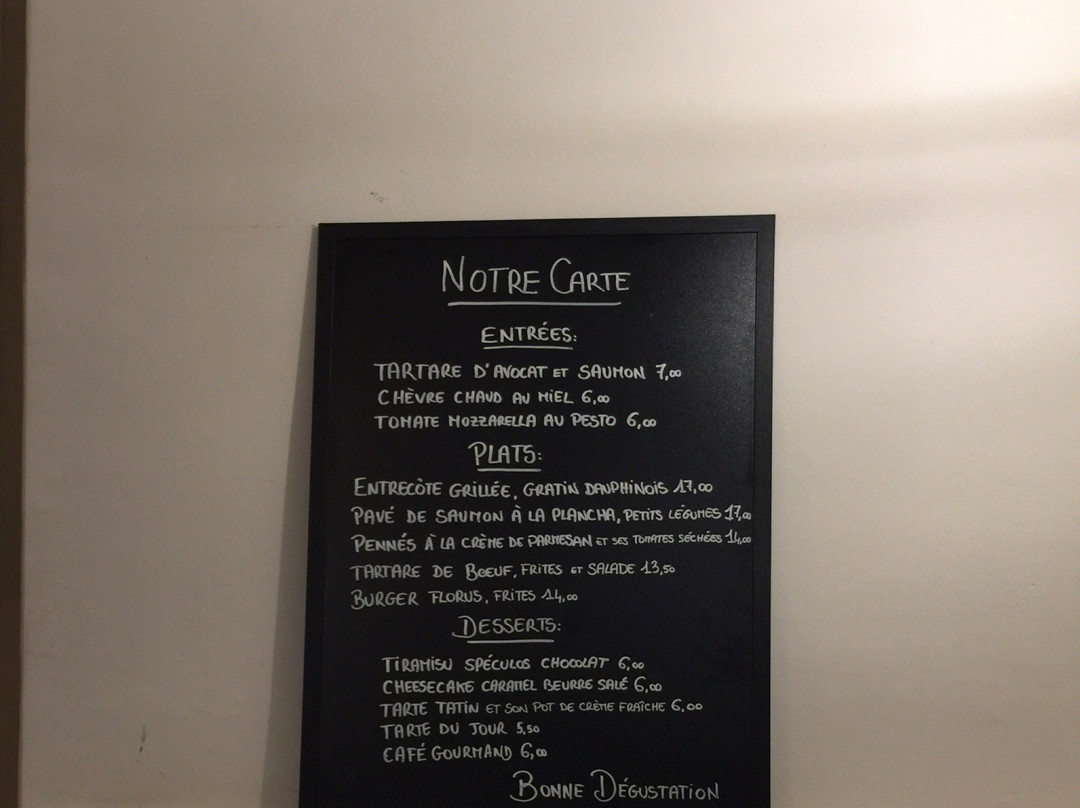 NOTRE CARTE
ENTRÉES:
TARTARE D'AVOCAT ET SAUMON 7,00
CHÈVRE CHAUD AU MIEL 6,00
TOMATE MOZZARELLA AU PESTO 6,00
PLATS:
ENTRECÔTE GRILLÉE, GRATIN DAUPHINOIS 17,00
PAVÉ DE SAUMON À LA PLANCHA, PETITS LÉGUMES 17,00
PENNÉS À LA CRÈME DE PARMESAN ET SES TOMATES SÉCHÉES 14,00
TARTARE DE BŒUF, FRITES ET SALADE 13,50
BURGER FLORUS, FRITES 14,00
DESSERTS:
TIRAMISU SPÉCULOS CHOCOLAT 6,00
CHEESECAKE CARAMEL BEURRE SALÉ 6,00
TARTE TATIN ET SON POT DE CRÈME FRAÎCHE 6,00
TARTE DU JOUR 5,50
CAFÉ GOURMAND 6,00
BONNE DÉGUSTATION